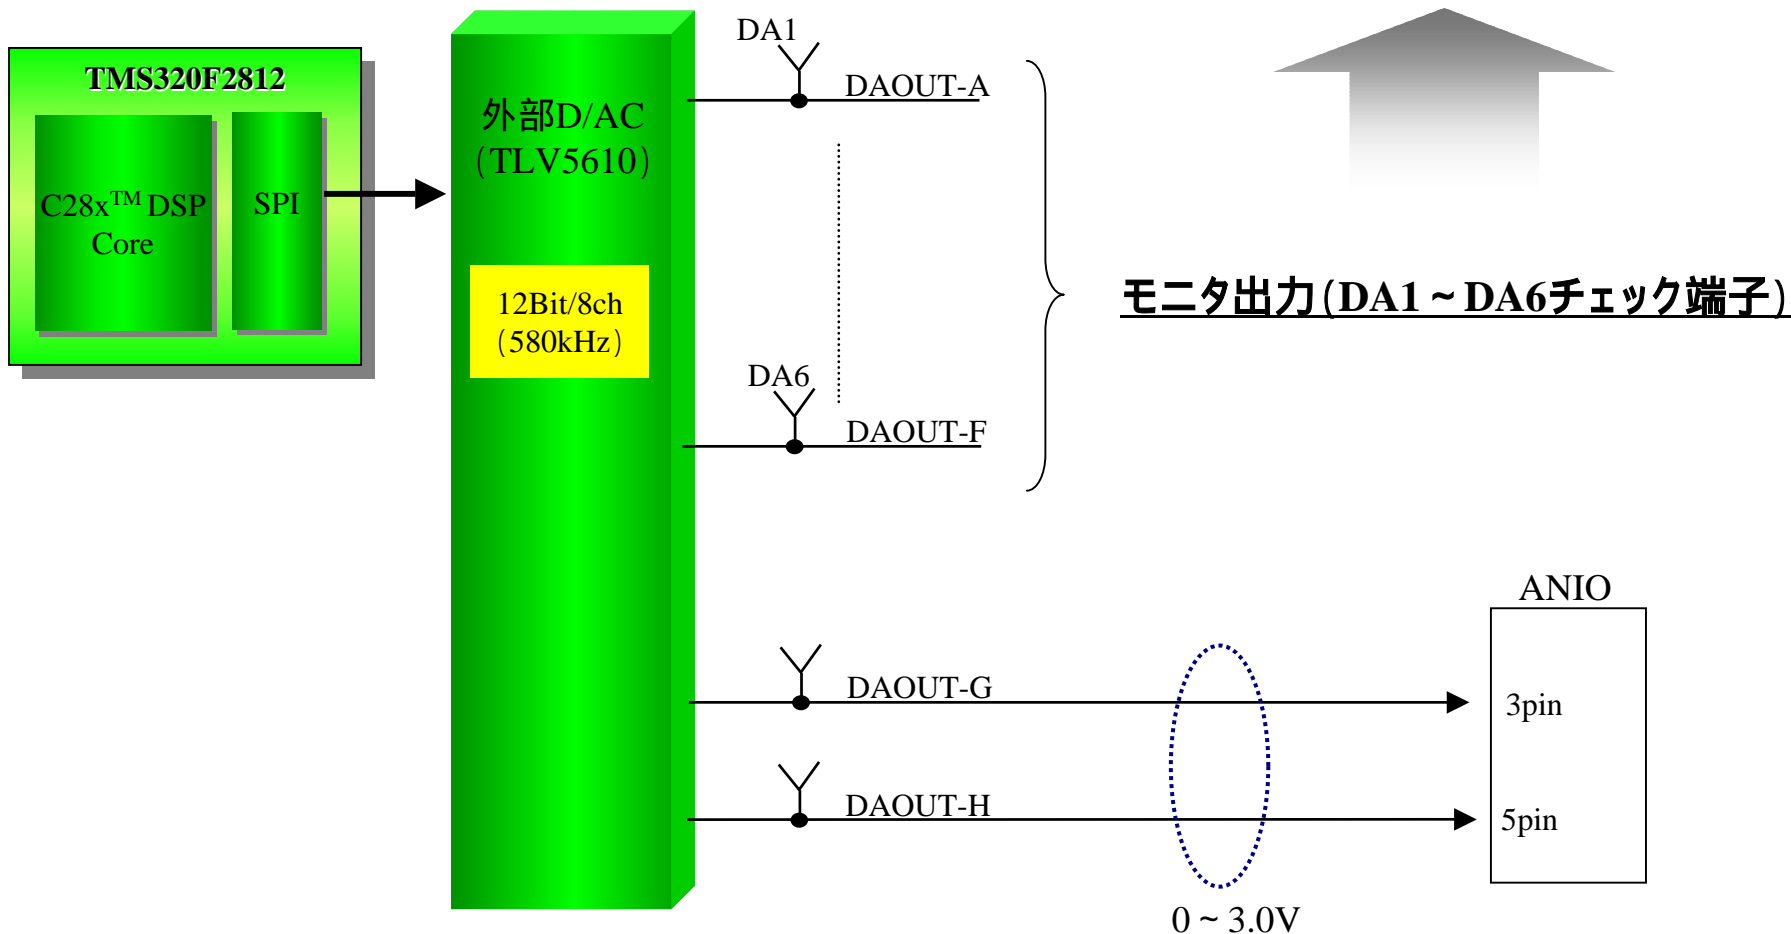 TMS320F2812
C28x™ DSP
Core
SPI
外部D/AC
(TLV5610)
12Bit/8ch
(580kHz)
DA1
DAOUT-A
DA6
DAOUT-F
モニタ出力(DA1~DA6チェック端子)
DAOUT-G
DAOUT-H
0~3.0V
ANIO
3pin
5pin